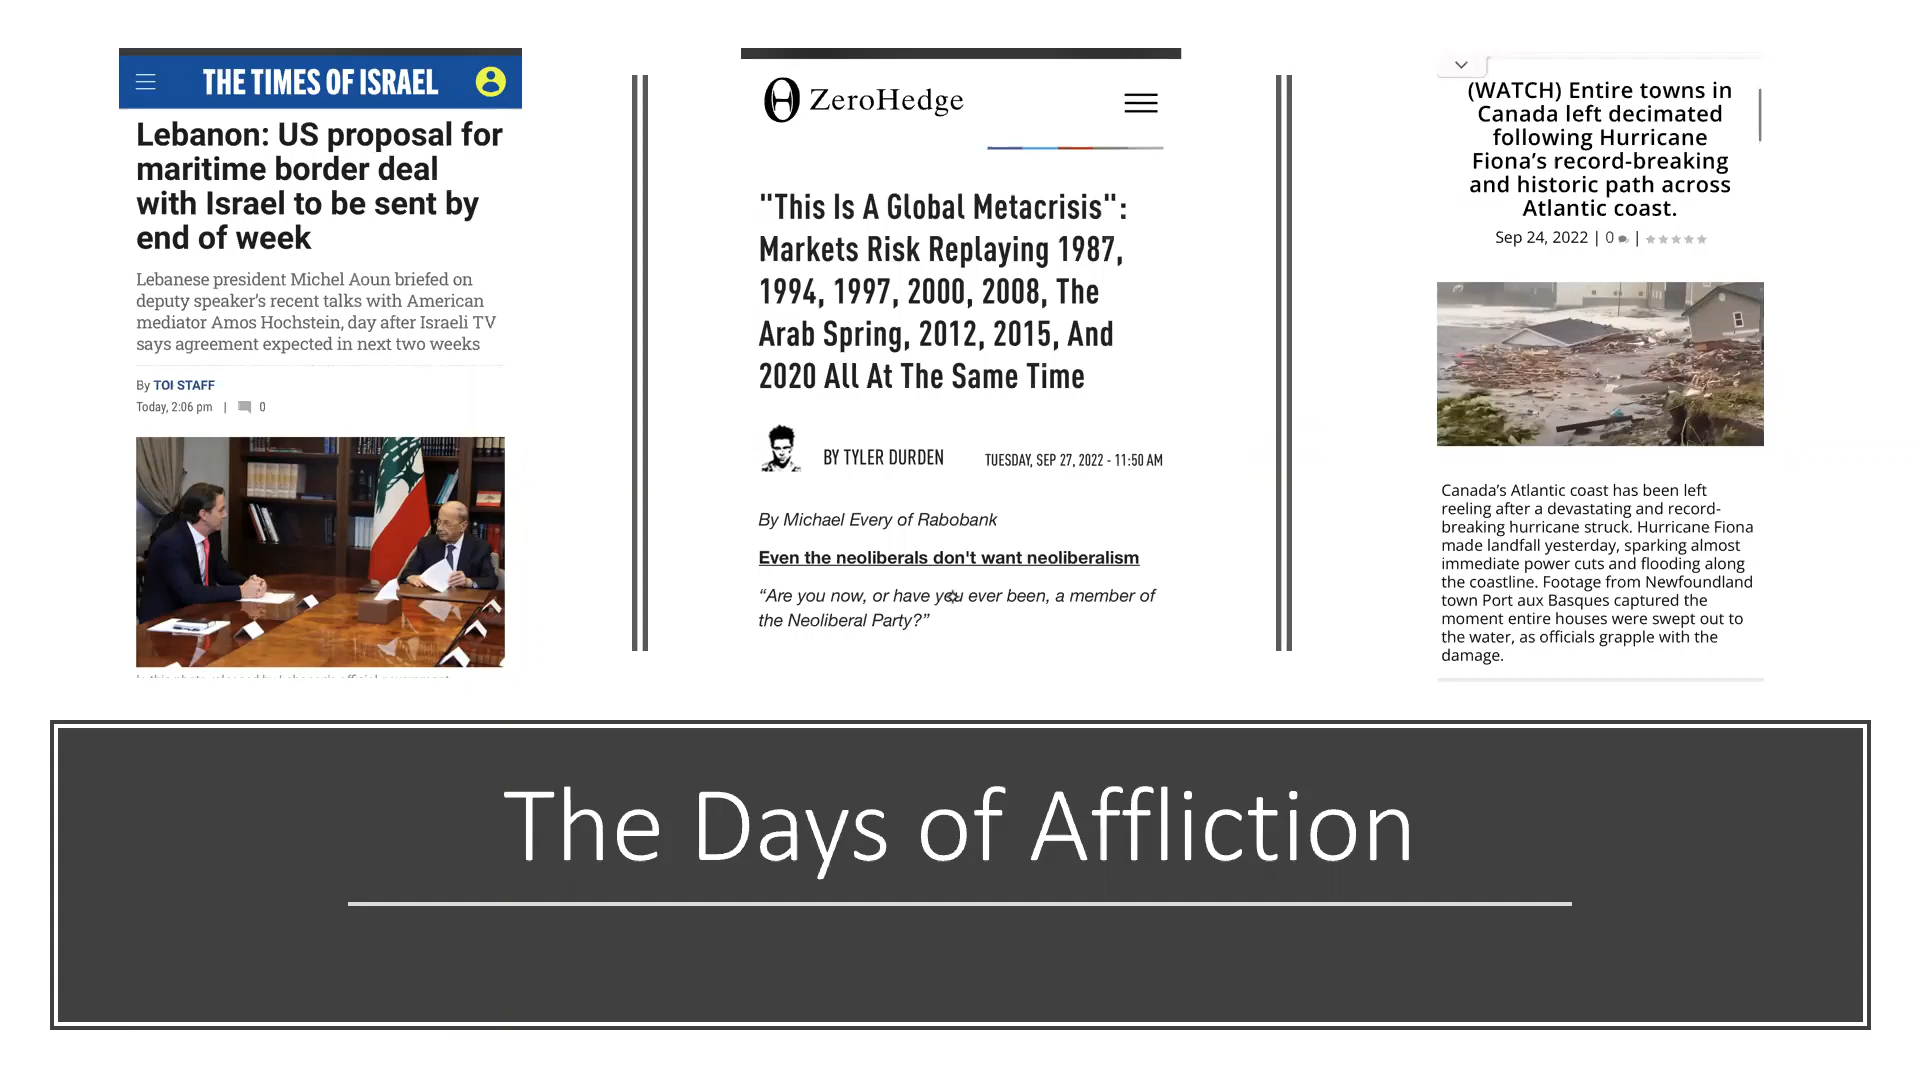 THE TIMES OF ISRAEL
Lebanon: US proposal for
maritime border deal
with Israel to be sent by
end of week
Lebanese president Michel Aoun briefed on
deputy speaker’s recent talks with American
mediator Amos Hochstein, day after Israeli TV
says agreement expected in next two weeks
By TOI STAFF
Today, 2:06 pm | 0
ZeroHedge
"This Is A Global Metacrisis":
Markets Risk Replaying 1987,
1994, 1997, 2000, 2008, The
Arab Spring, 2012, 2015, And
2020 All At The Same Time
BY TYLER DURDEN TUESDAY, SEP 27, 2022 - 11:50 AM
By Michael Every of Rabobank
Even the neoliberals don't want neoliberalism
“Are you now, or have you ever been, a member of
the Neoliberal Party?”
(WATCH) Entire towns in
Canada left decimated
following Hurricane
Fiona’s record-breaking
and historic path across
Atlantic coast.
Sep 24, 2022 | 0 |
Canada’s Atlantic coast has been left
reeling after a devastating and record-
breaking hurricane struck. Hurricane Fiona
made landfall yesterday, sparking almost
immediate power cuts and flooding along
the coastline. Footage from Newfoundland
town Port aux Basques captured the
moment entire houses were swept out to
the water, as officials grapple with the
damage.
The Days of Affliction